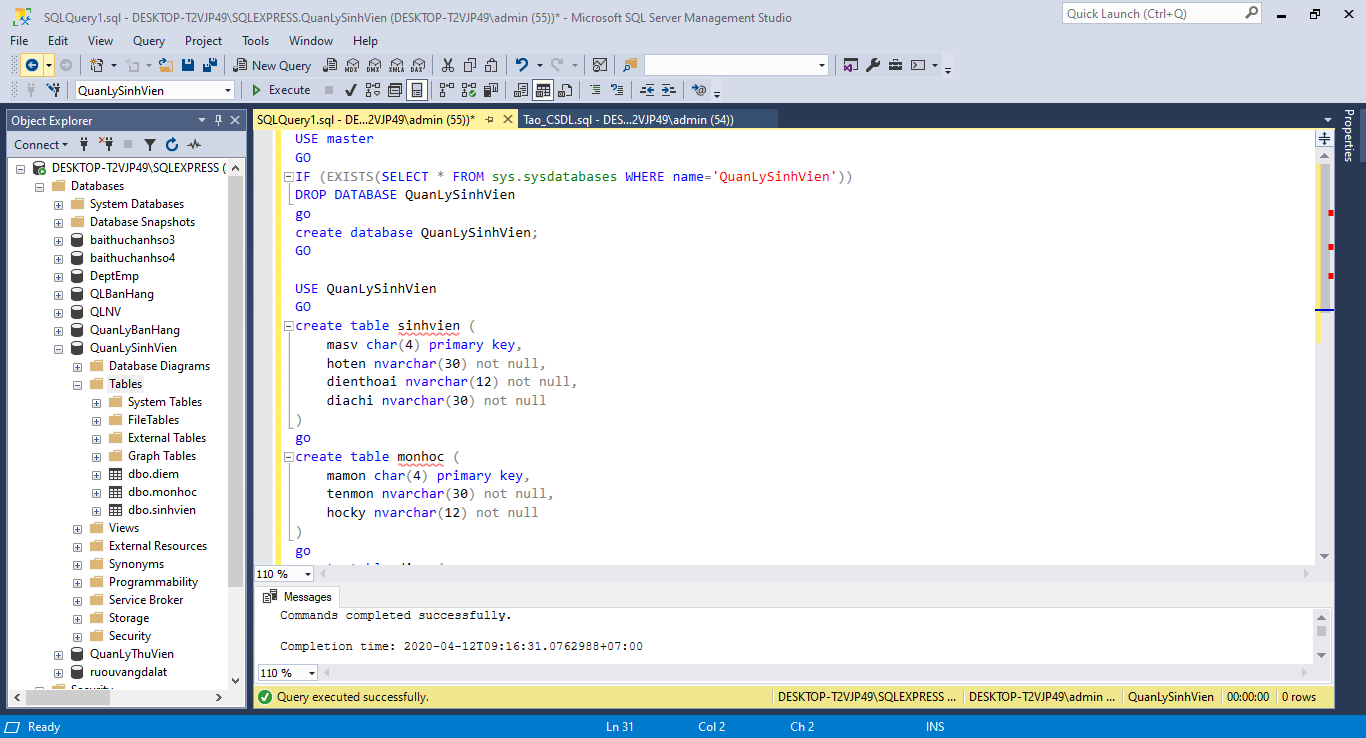 SQLQuery1.sql - DESKTOP-T2VJP49\SQLEXPRESS.QuanLySinhVien (DESKTOP-T2VJP49\admin (55))* - Microsoft SQL Server Management Studio
Quick Launch (Ctrl+Q)
File Edit View Query Project Tools Window Help
New Query MDX DMX XMLA DAX
QuanLySinhVien Execute
Object Explorer
SQLQuery1.sql - DE...2VJP49\admin (55))* Tao_CSDL.sql - DES...2VJP49\admin (54))
Properties
Connect
DESKTOP-T2VJP49\SQLEXPRESS (
Databases
System Databases
Database Snapshots
baithuchanhso3
baithuchanhso4
DeptEmp
QLBanHang
QLNV
QuanLyBanHang
QuanLySinhVien
Database Diagrams
Tables
System Tables
FileTables
External Tables
Graph Tables
dbo.diem
dbo.monhoc
dbo.sinhvien
Views
External Resources
Synonyms
Programmability
Service Broker
Storage
Security
QuanLyThuVien
ruouvangdalat
Security
USE master
GO
IF (EXISTS(SELECT * FROM sys.sysdatabases WHERE name='QuanLySinhVien'))
DROP DATABASE QuanLySinhVien
go
create database QuanLySinhVien;
GO
USE QuanLySinhVien
GO
create table sinhvien (
masv char(4) primary key,
hoten nvarchar(30) not null,
dienthoai nvarchar(12) not null,
diachi nvarchar(30) not null
)
go
create table monhoc (
mamon char(4) primary key,
tenmon nvarchar(30) not null,
hocky nvarchar(12) not null
)
go
110 %
Messages
Commands completed successfully.
Completion time: 2020-04-12T09:16:31.0762988+07:00
110 %
Query executed successfully. DESKTOP-T2VJP49\SQLEXPRESS ... DESKTOP-T2VJP49\admin ... QuanLySinhVien 00:00:00 0 rows
Ready Ln 31 Col 2 Ch 2 INS